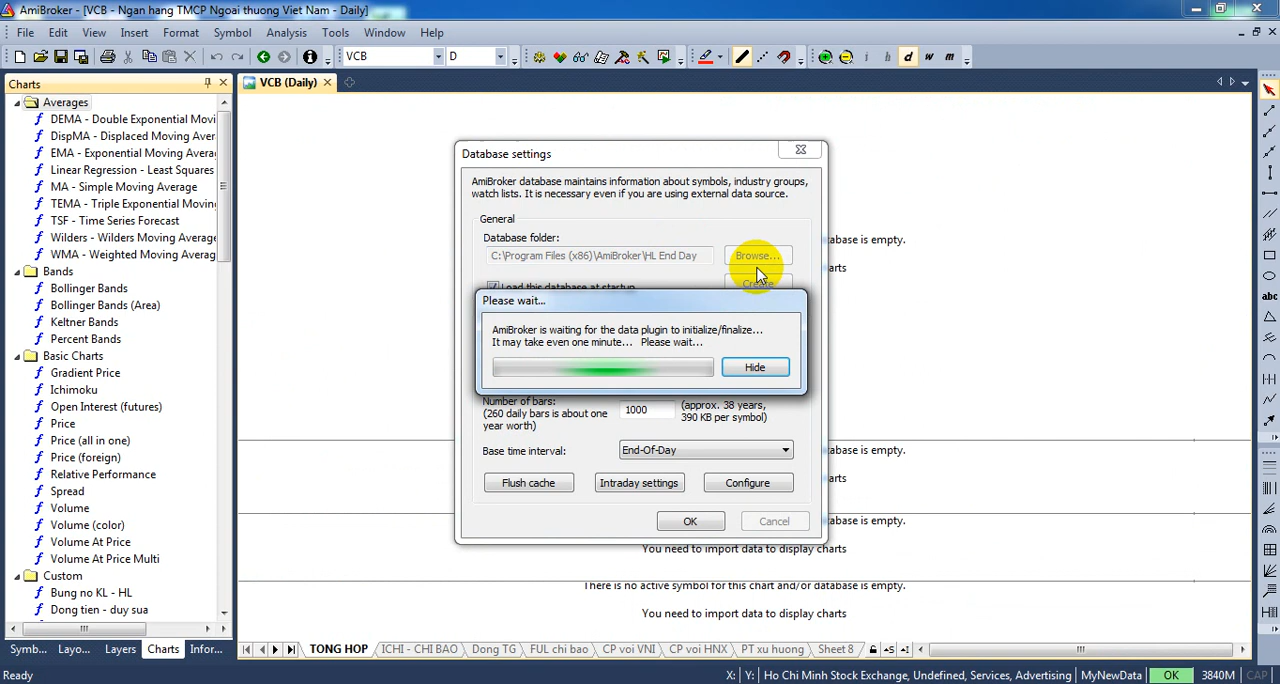 AmiBroker - [VCB - Ngan hang TMCP Ngoai thuong Viet Nam - Daily]
File Edit View Insert Format Symbol Analysis Tools Window Help
VCB D i h d w m
Charts
VCB (Daily)
Averages
DEMA - Double Exponential Movi
DispMA - Displaced Moving Aver
EMA - Exponential Moving Avera
Linear Regression - Least Squares
MA - Simple Moving Average
TEMA - Triple Exponential Moving
TSF - Time Series Forecast
Wilders - Wilders Moving Average
WMA - Weighted Moving Average
Bands
Bollinger Bands
Bollinger Bands (Area)
Keltner Bands
Percent Bands
Basic Charts
Gradient Price
Ichimoku
Open Interest (futures)
Price
Price (all in one)
Price (foreign)
Relative Performance
Spread
Volume
Volume (color)
Volume At Price
Volume At Price Multi
Custom
Bung no KL - HL
Dong tien - duy sua
Symb... Layo... Layers Charts Infor...
Database settings
AmiBroker database maintains information about symbols, industry groups,
watch lists. It is necessary even if you are using external data source.
General
Database folder:
C:\Program Files (x86)\AmiBroker\HL End Day Browse...
Load this database at startup Create
Please wait...
AmiBroker is waiting for the data plugin to initialize/finalize...
It may take even one minute... Please wait...
Hide
Number of bars:
(260 daily bars is about one
year worth)
1000
(approx. 38 years,
390 KB per symbol)
Base time interval: End-Of-Day
Flush cache Intraday settings Configure
OK Cancel
tabase is empty.
arts
tabase is empty.
arts
tabase is empty.
You need to import data to display charts
There is no active symbol for this chart and/or database is empty.
You need to import data to display charts
abc
TONG HOP ICHI - CHI BAO Dong TG FUL chi bao CP voi VNI CP voi HNX PT xu huong Sheet 8
Ready X: Y: Ho Chi Minh Stock Exchange, Undefined, Services, Advertising MyNewData OK 3840M CAP